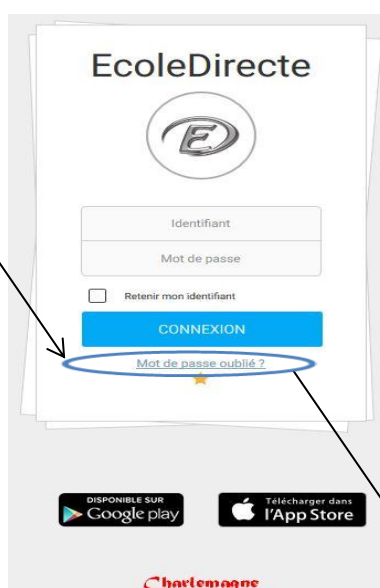 EcoleDirecte
E
Identifiant
Mot de passe
Retenir mon identifiant
CONNEXION
Mot de passe oublié ?
DISPONIBLE SUR
Google play
Télécharger dans
l'App Store
Charlemagne